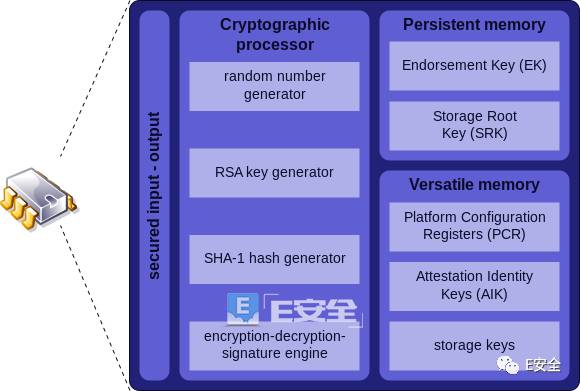 secured input - output
Cryptographic
processor
random number
generator
RSA key generator
SHA-1 hash generator
encryption-decryption-
signature engine
Persistent memory
Endorsement Key (EK)
Storage Root
Key (SRK)
Versatile memory
Platform Configuration
Registers (PCR)
Attestation Identity
Keys (AIK)
storage keys
E安全
E安全